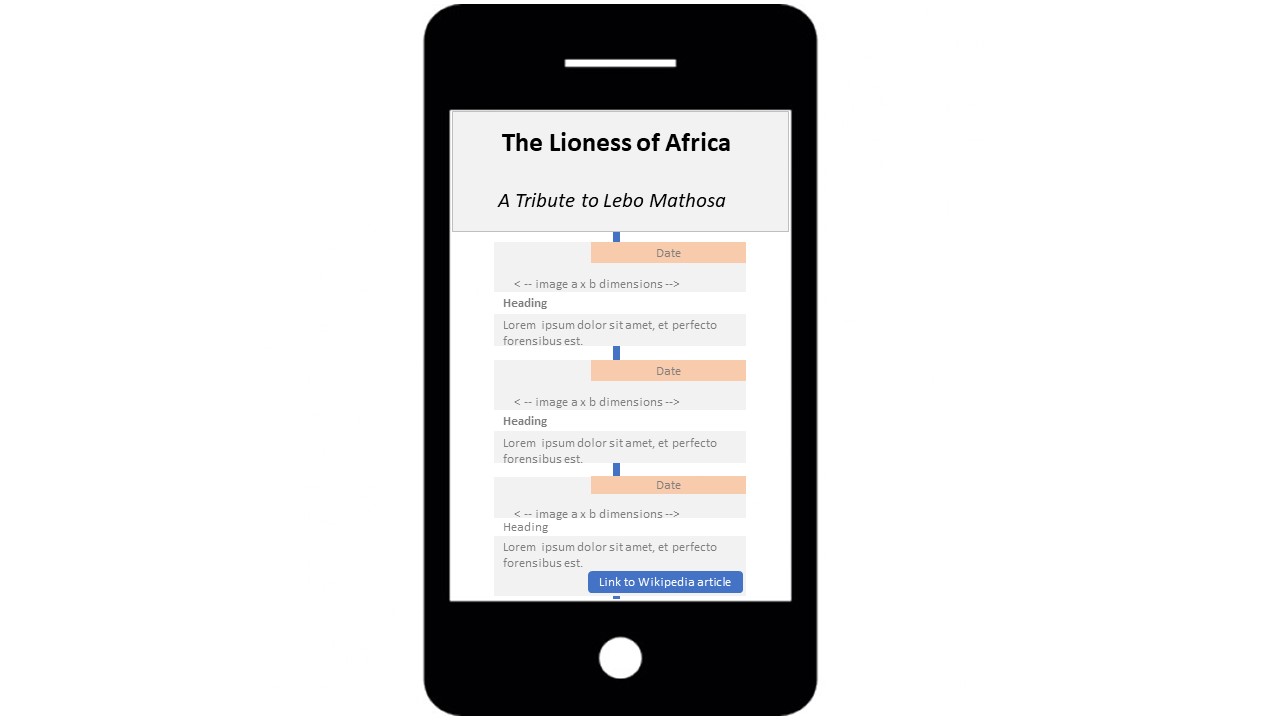 The Lioness of Africa
A Tribute to Lebo Mathosa
Date
< -- image a x b dimensions -->
Heading
Lorem ipsum dolor sit amet, et perfecto
forensibus est.
Date
< -- image a x b dimensions -->
Heading
Lorem ipsum dolor sit amet, et perfecto
forensibus est.
Date
< -- image a x b dimensions -->
Heading
Lorem ipsum dolor sit amet, et perfecto
forensibus est.
Link to Wikipedia article